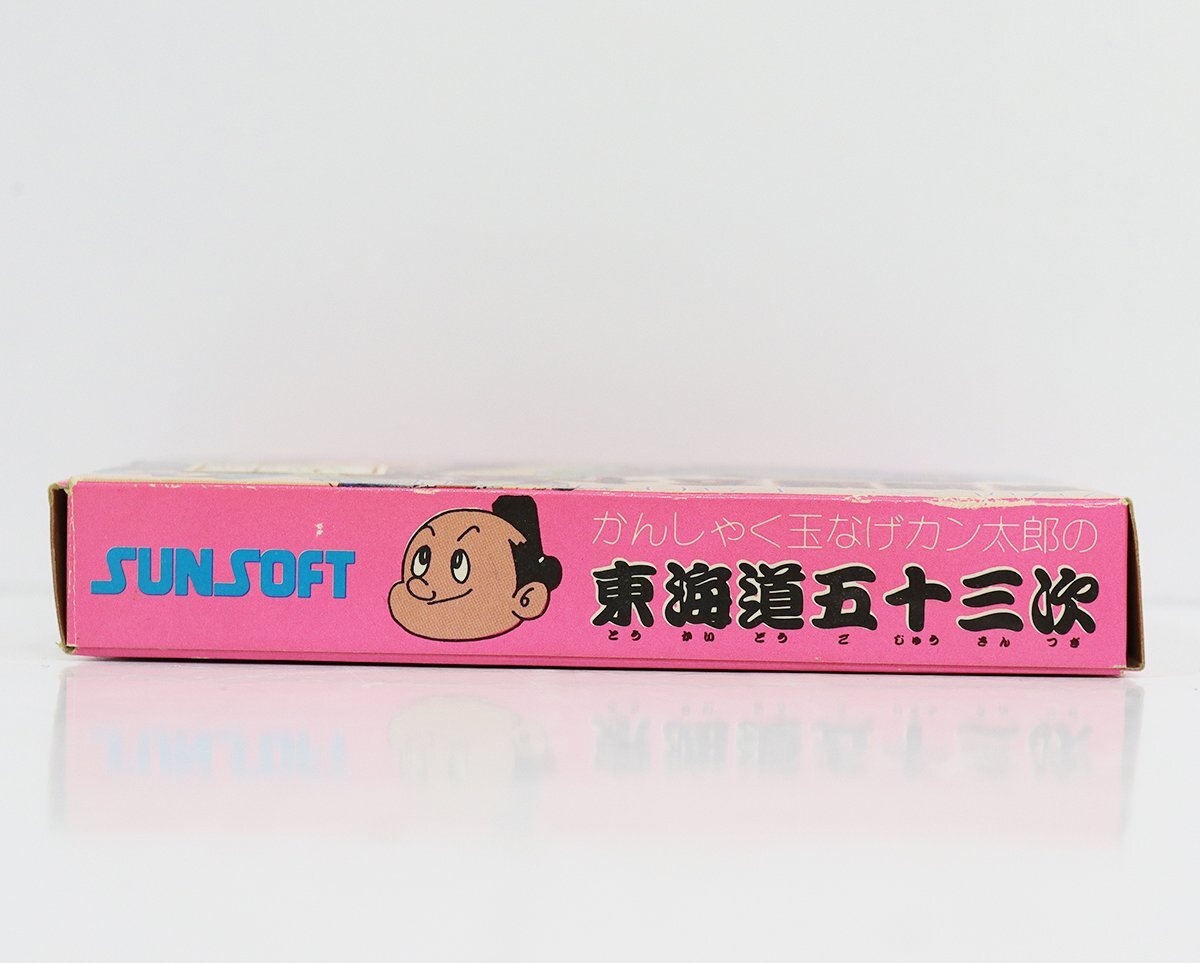 SUNSOFT
かんしゃく玉なげカン太郎の
東海道五十三次
とう かい どう ご じゅう さん つぎ